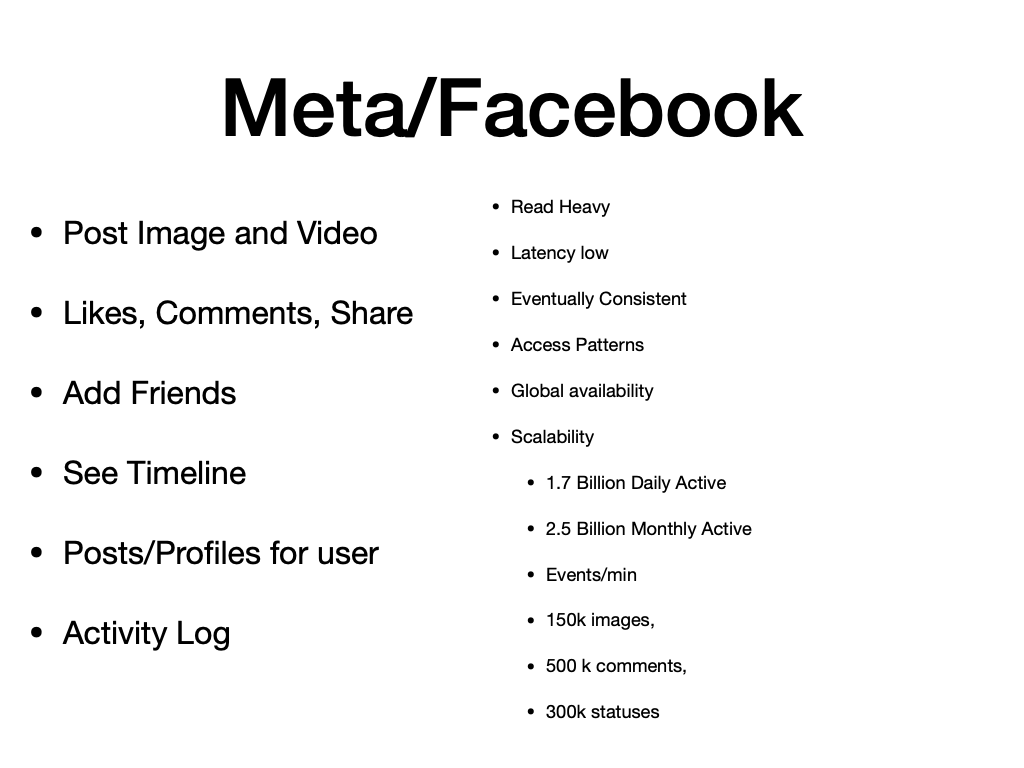 Meta/Facebook
• Post Image and Video
• Likes, Comments, Share
• Add Friends
• See Timeline
• Posts/Profiles for user
• Activity Log
• Read Heavy
• Latency low
• Eventually Consistent
• Access Patterns
• Global availability
• Scalability
• 1.7 Billion Daily Active
• 2.5 Billion Monthly Active
• Events/min
• 150k images,
• 500 k comments,
• 300k statuses